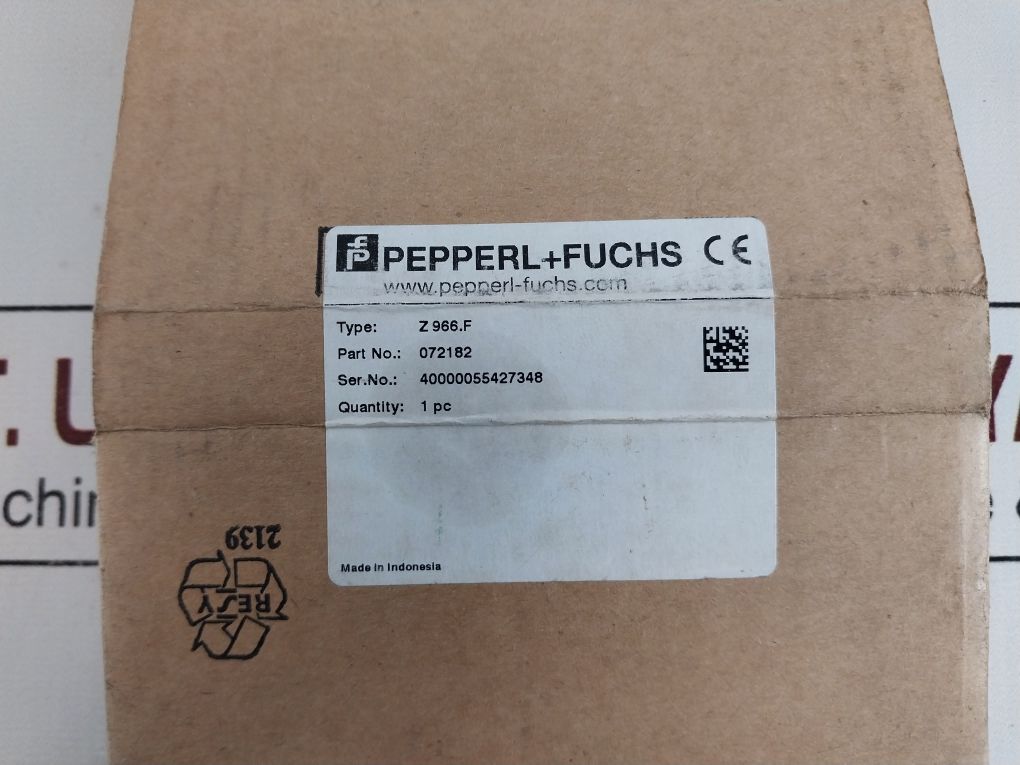 fp PEPPERL+FUCHS CE
www.pepperl-fuchs.com
Type: Z 966.F
Part No.: 072182
Ser.No.: 40000055427348
Quantity: 1 pc
Made in Indonesia
2139
RESY